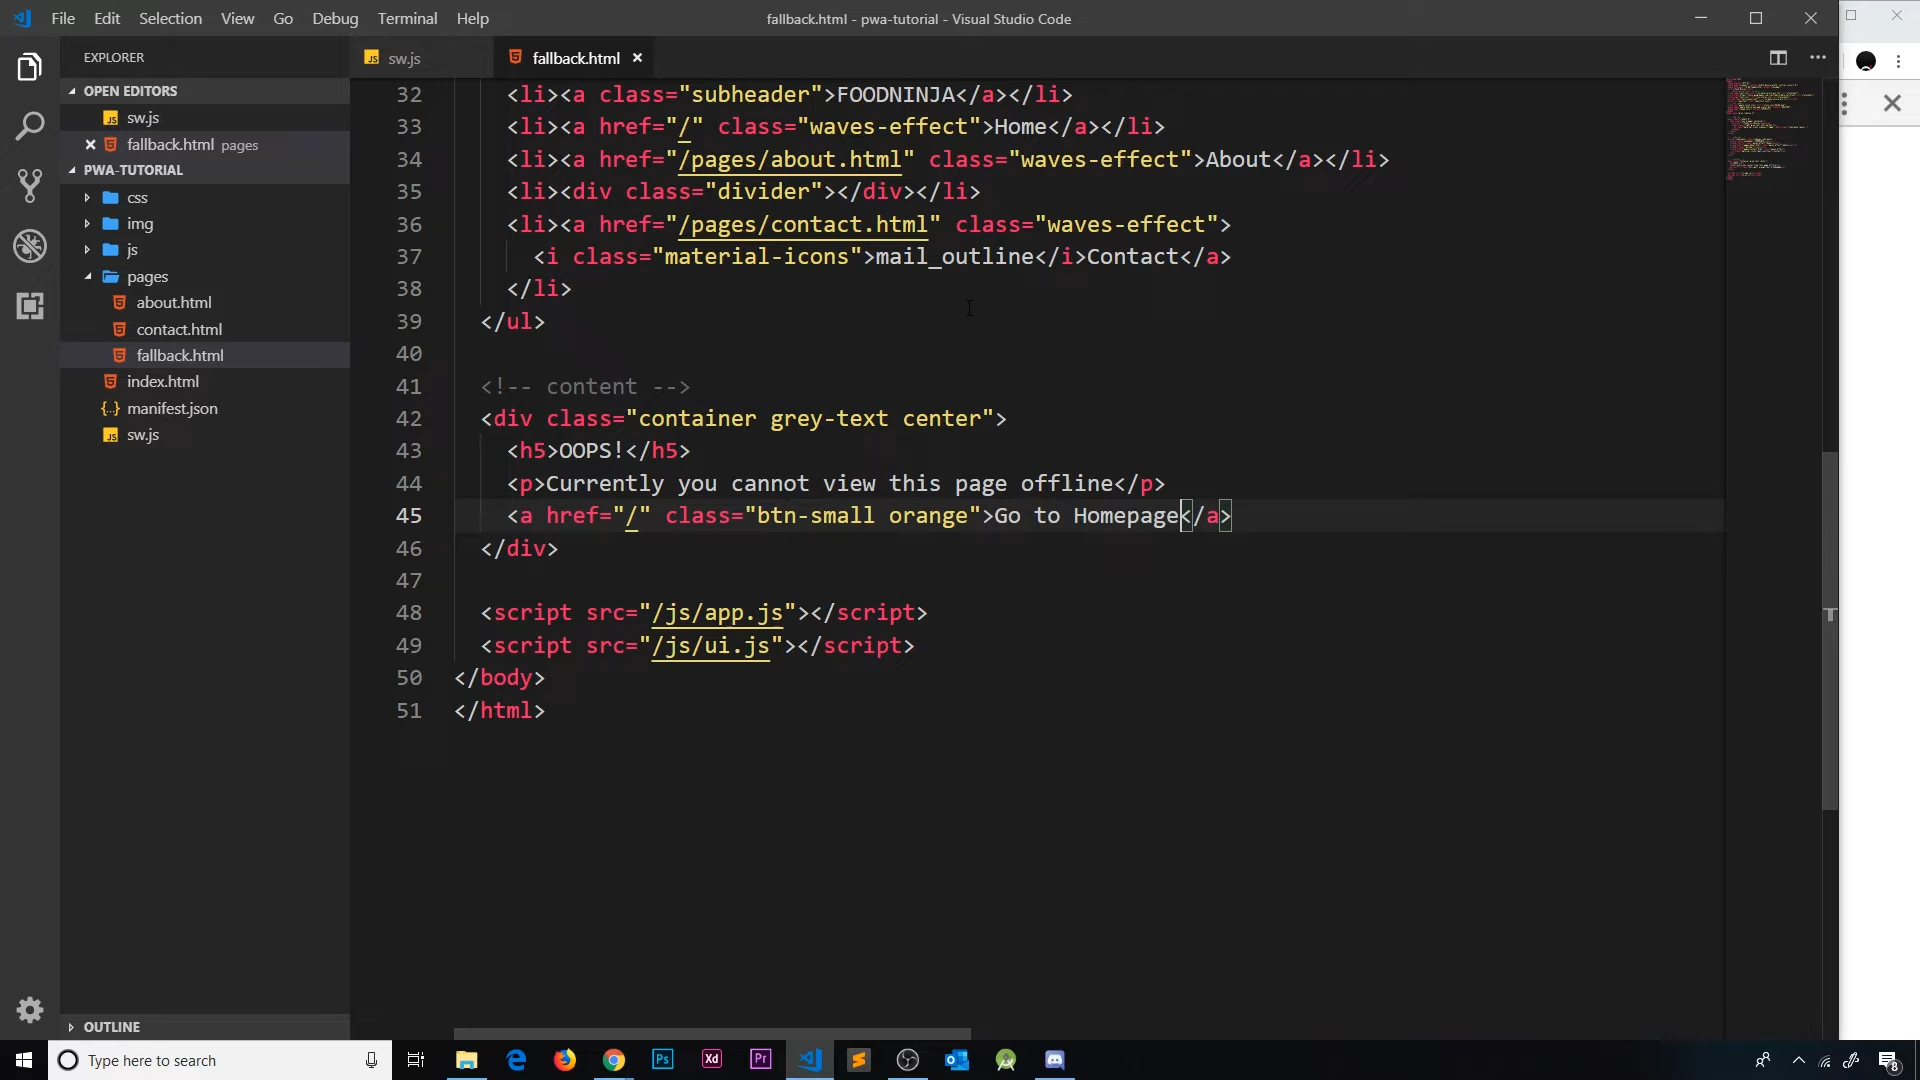 File Edit Selection View Go Debug Terminal Help
fallback.html - pwa-tutorial - Visual Studio Code
EXPLORER
OPEN EDITORS
sw.js
fallback.html pages
PWA-TUTORIAL
css
img
js
pages
about.html
contact.html
fallback.html
index.html
manifest.json
sw.js
OUTLINE
sw.js
fallback.html
32 <li><a class="subheader">FOODNINJA</a></li>
33 <li><a href="/" class="waves-effect">Home</a></li>
34 <li><a href="/pages/about.html" class="waves-effect">About</a></li>
35 <li><div class="divider"></div></li>
36 <li><a href="/pages/contact.html" class="waves-effect">
37 <i class="material-icons">mail_outline</i>Contact</a>
38 </li>
39 </ul>
40
41 <!-- content -->
42 <div class="container grey-text center">
43 <h5>OOPS!</h5>
44 <p>Currently you cannot view this page offline</p>
45 <a href="/" class="btn-small orange">Go to Homepage</a>
46 </div>
47
48 <script src="/js/app.js"></script>
49 <script src="/js/ui.js"></script>
50 </body>
51 </html>
Type here to search
Ps
Xd
Pr
8